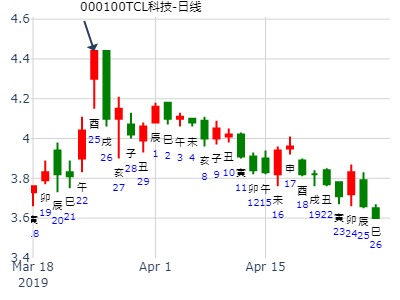 000100TCL科技-日线
4.6
4.4
4.2
4
3.8
3.6
3.4
寅 卯 辰 巳 午 酉 戌 亥 子 丑 辰 巳 午 未 亥 子 丑 寅 卯 午 未 申 酉 戌 丑 寅 卯 辰 巳
19 20 21 22 25 26 27 28 29 1 2 3 4 8 9 10 11 12 15 16 17 18 19 22 23 24 25 26
Mar 18
2019
Apr 1
Apr 15